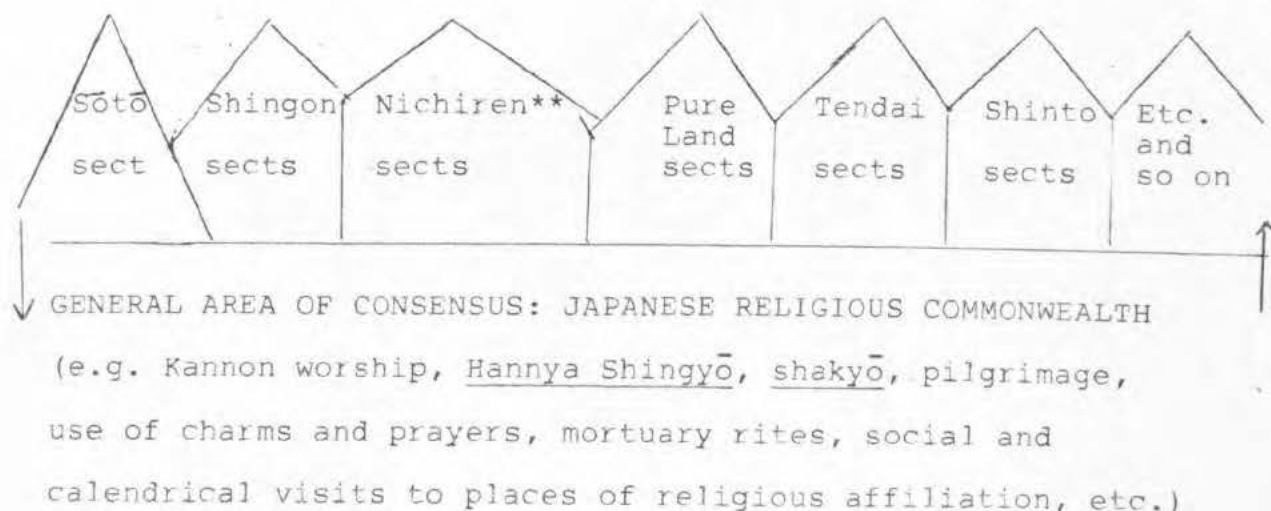 Sōtō
sect
Shingon
sects
Nichiren**
sects
Pure
Land
sects
Tendai
sects
Shinto
sects
Etc.
and
so on
GENERAL AREA OF CONSENSUS: JAPANESE RELIGIOUS COMMONWEALTH
(e.g. Kannon worship, Hannya Shingyō, shakyō, pilgrimage,
use of charms and prayers, mortuary rites, social and
calendrical visits to places of religious affiliation, etc.)